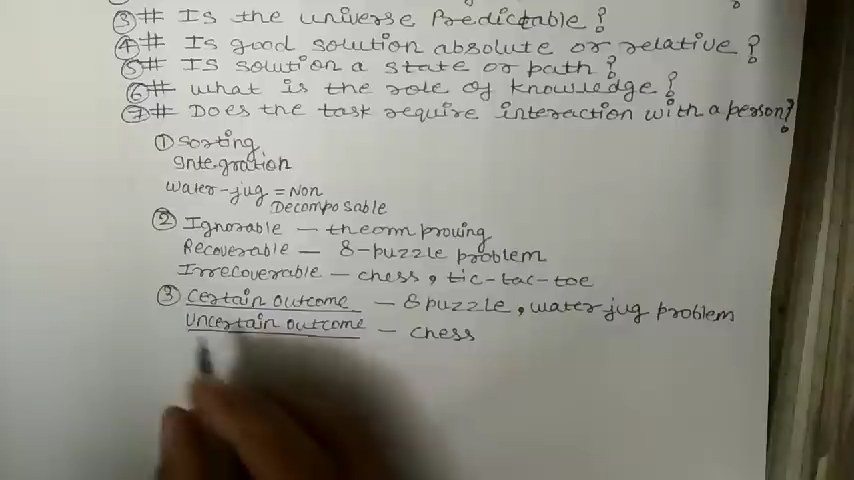 ③# Is the universe Predictable?
④# Is good solution absolute or relative?
⑤# Is solution a state or path?
⑥# what is the role of knowledge?
⑦# Does the task require interaction with a person?
① Sorting
Integration
water-jug = Non
Decomposable
② Ignorable - theorm proving
Recoverable - 8-puzzle problem
Irrecoverable - chess, tic-tac-toe
③ Certain outcome - 8 puzzle, water jug problem
Uncertain outcome - chess